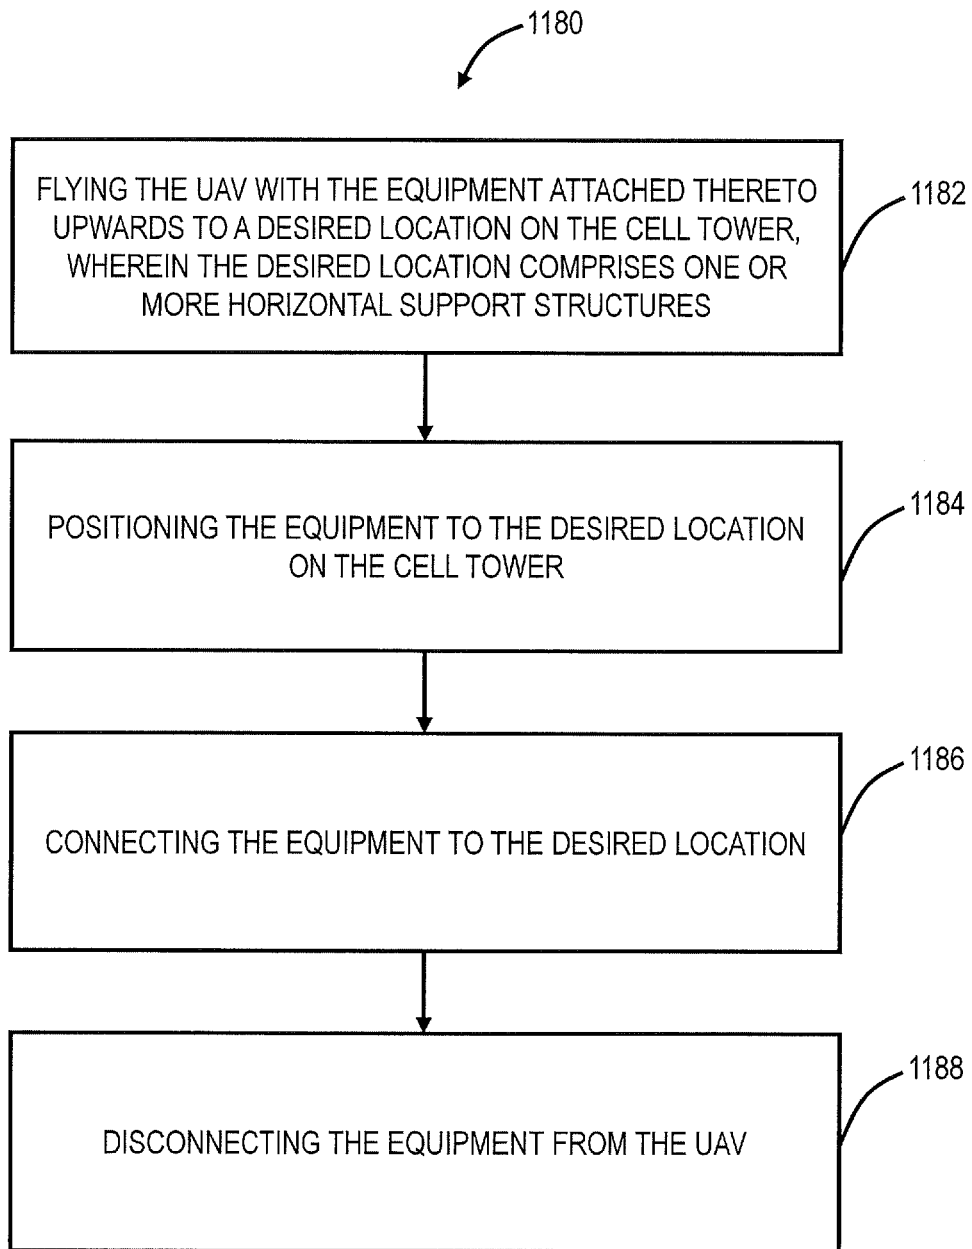 1180
FLYING THE UAV WITH THE EQUIPMENT ATTACHED THERETO
UPWARDS TO A DESIRED LOCATION ON THE CELL TOWER,
WHEREIN THE DESIRED LOCATION COMPRISES ONE OR
MORE HORIZONTAL SUPPORT STRUCTURES
1182
POSITIONING THE EQUIPMENT TO THE DESIRED LOCATION
ON THE CELL TOWER
1184
CONNECTING THE EQUIPMENT TO THE DESIRED LOCATION
1186
DISCONNECTING THE EQUIPMENT FROM THE UAV
1188